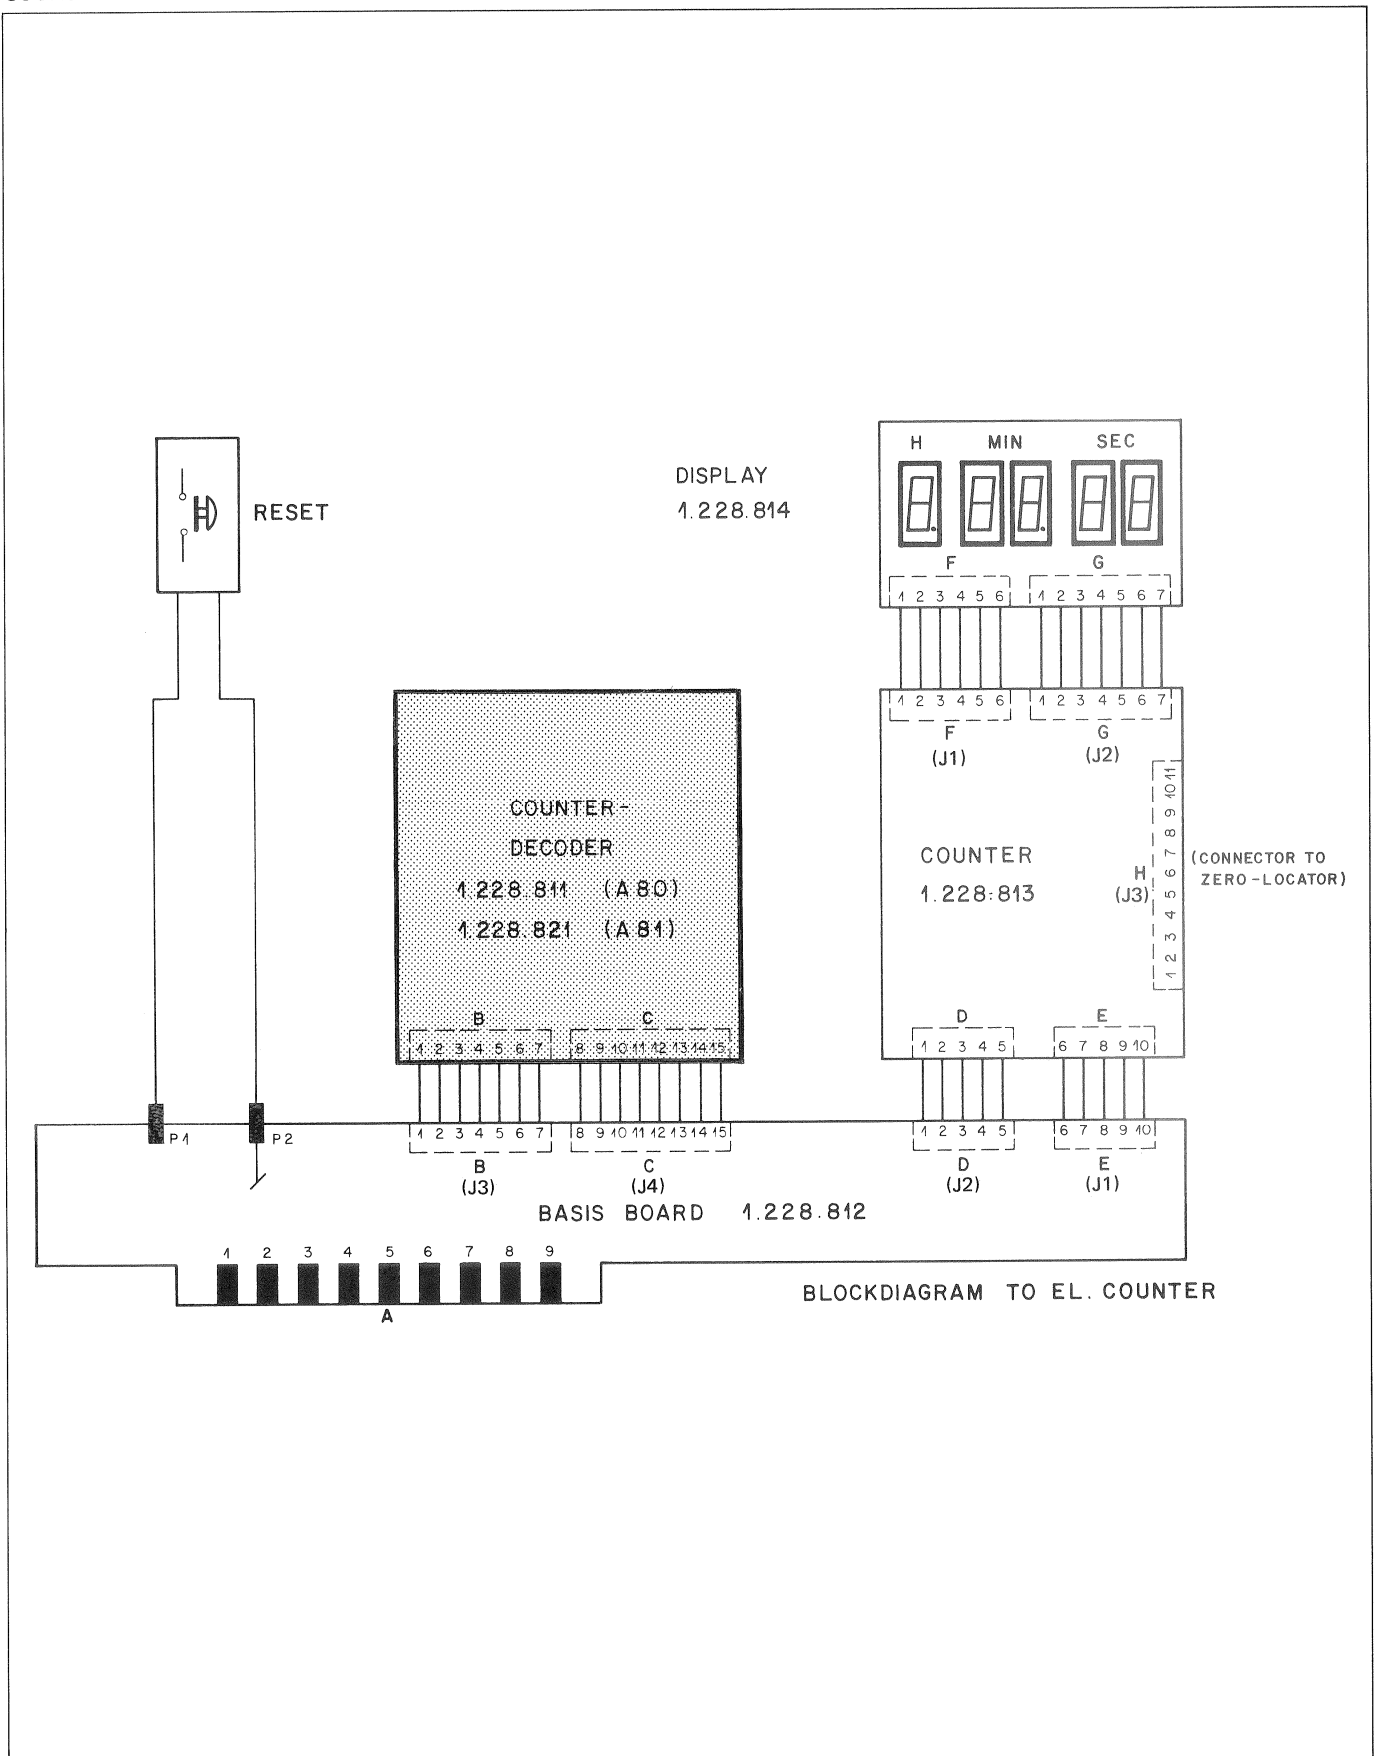 H MIN SEC
DISPLAY
1.228.814
RESET
F G
1 2 3 4 5 6 1 2 3 4 5 6 7
1 2 3 4 5 6 1 2 3 4 5 6 7
F G
(J1) (J2)
COUNTER-
DECODER
1.228.811 (A80)
1.228.821 (A81)
COUNTER
1.228.813
H
(J3)
1 2 3 4 5 6 7 8 9 10 11
(CONNECTOR TO
ZERO-LOCATOR)
B C D E
1 2 3 4 5 6 7 8 9 10 11 12 13 14 15 1 2 3 4 5 6 7 8 9 10
P1 P2
1 2 3 4 5 6 7 8 9 10 11 12 13 14 15 1 2 3 4 5 6 7 8 9 10
B C D E
(J3) (J4) (J2) (J1)
BASIS BOARD 1.228.812
1 2 3 4 5 6 7 8 9
A
BLOCKDIAGRAM TO EL. COUNTER